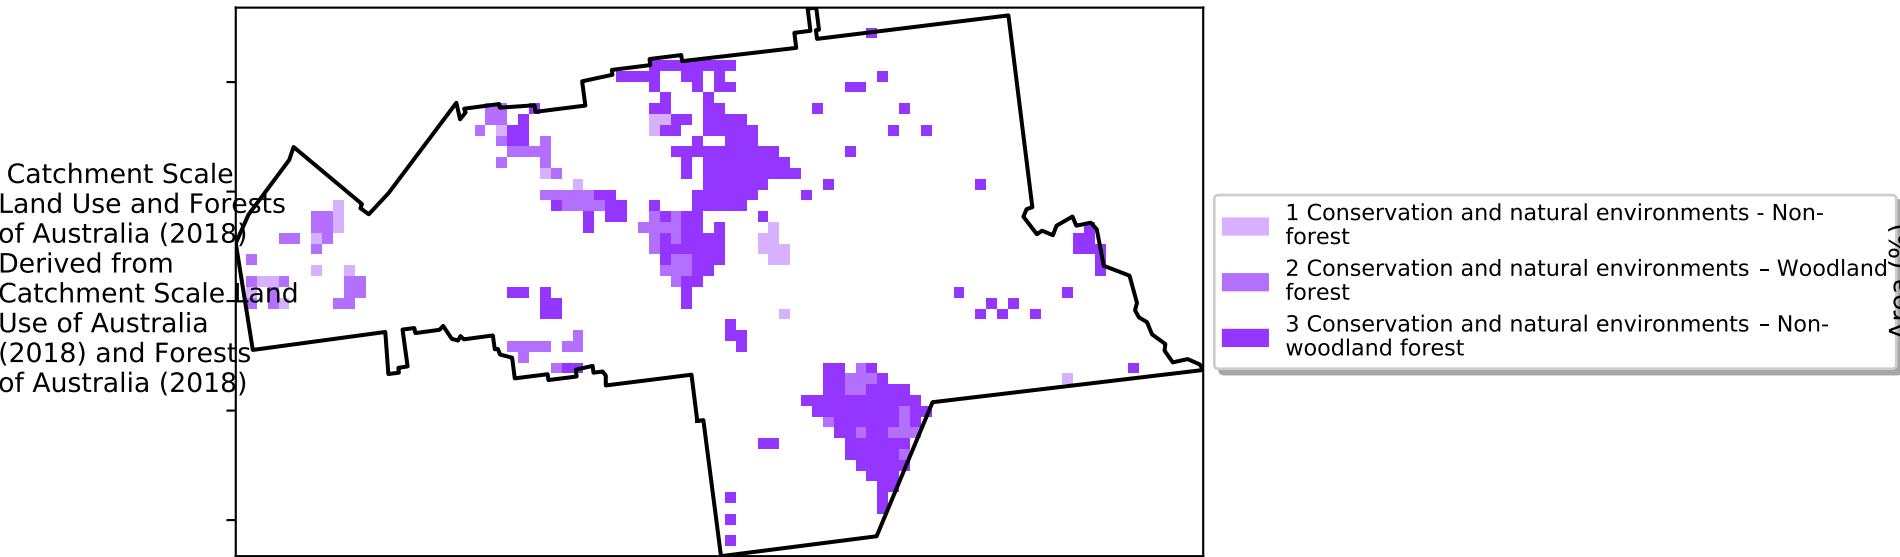 Catchment Scale
Land Use and Forests
of Australia (2018)
Derived from
Catchment Scale Land
Use of Australia
(2018) and Forests
of Australia (2018)
1 Conservation and natural environments - Non-
forest
2 Conservation and natural environments – Woodland
forest
3 Conservation and natural environments – Non-
woodland forest